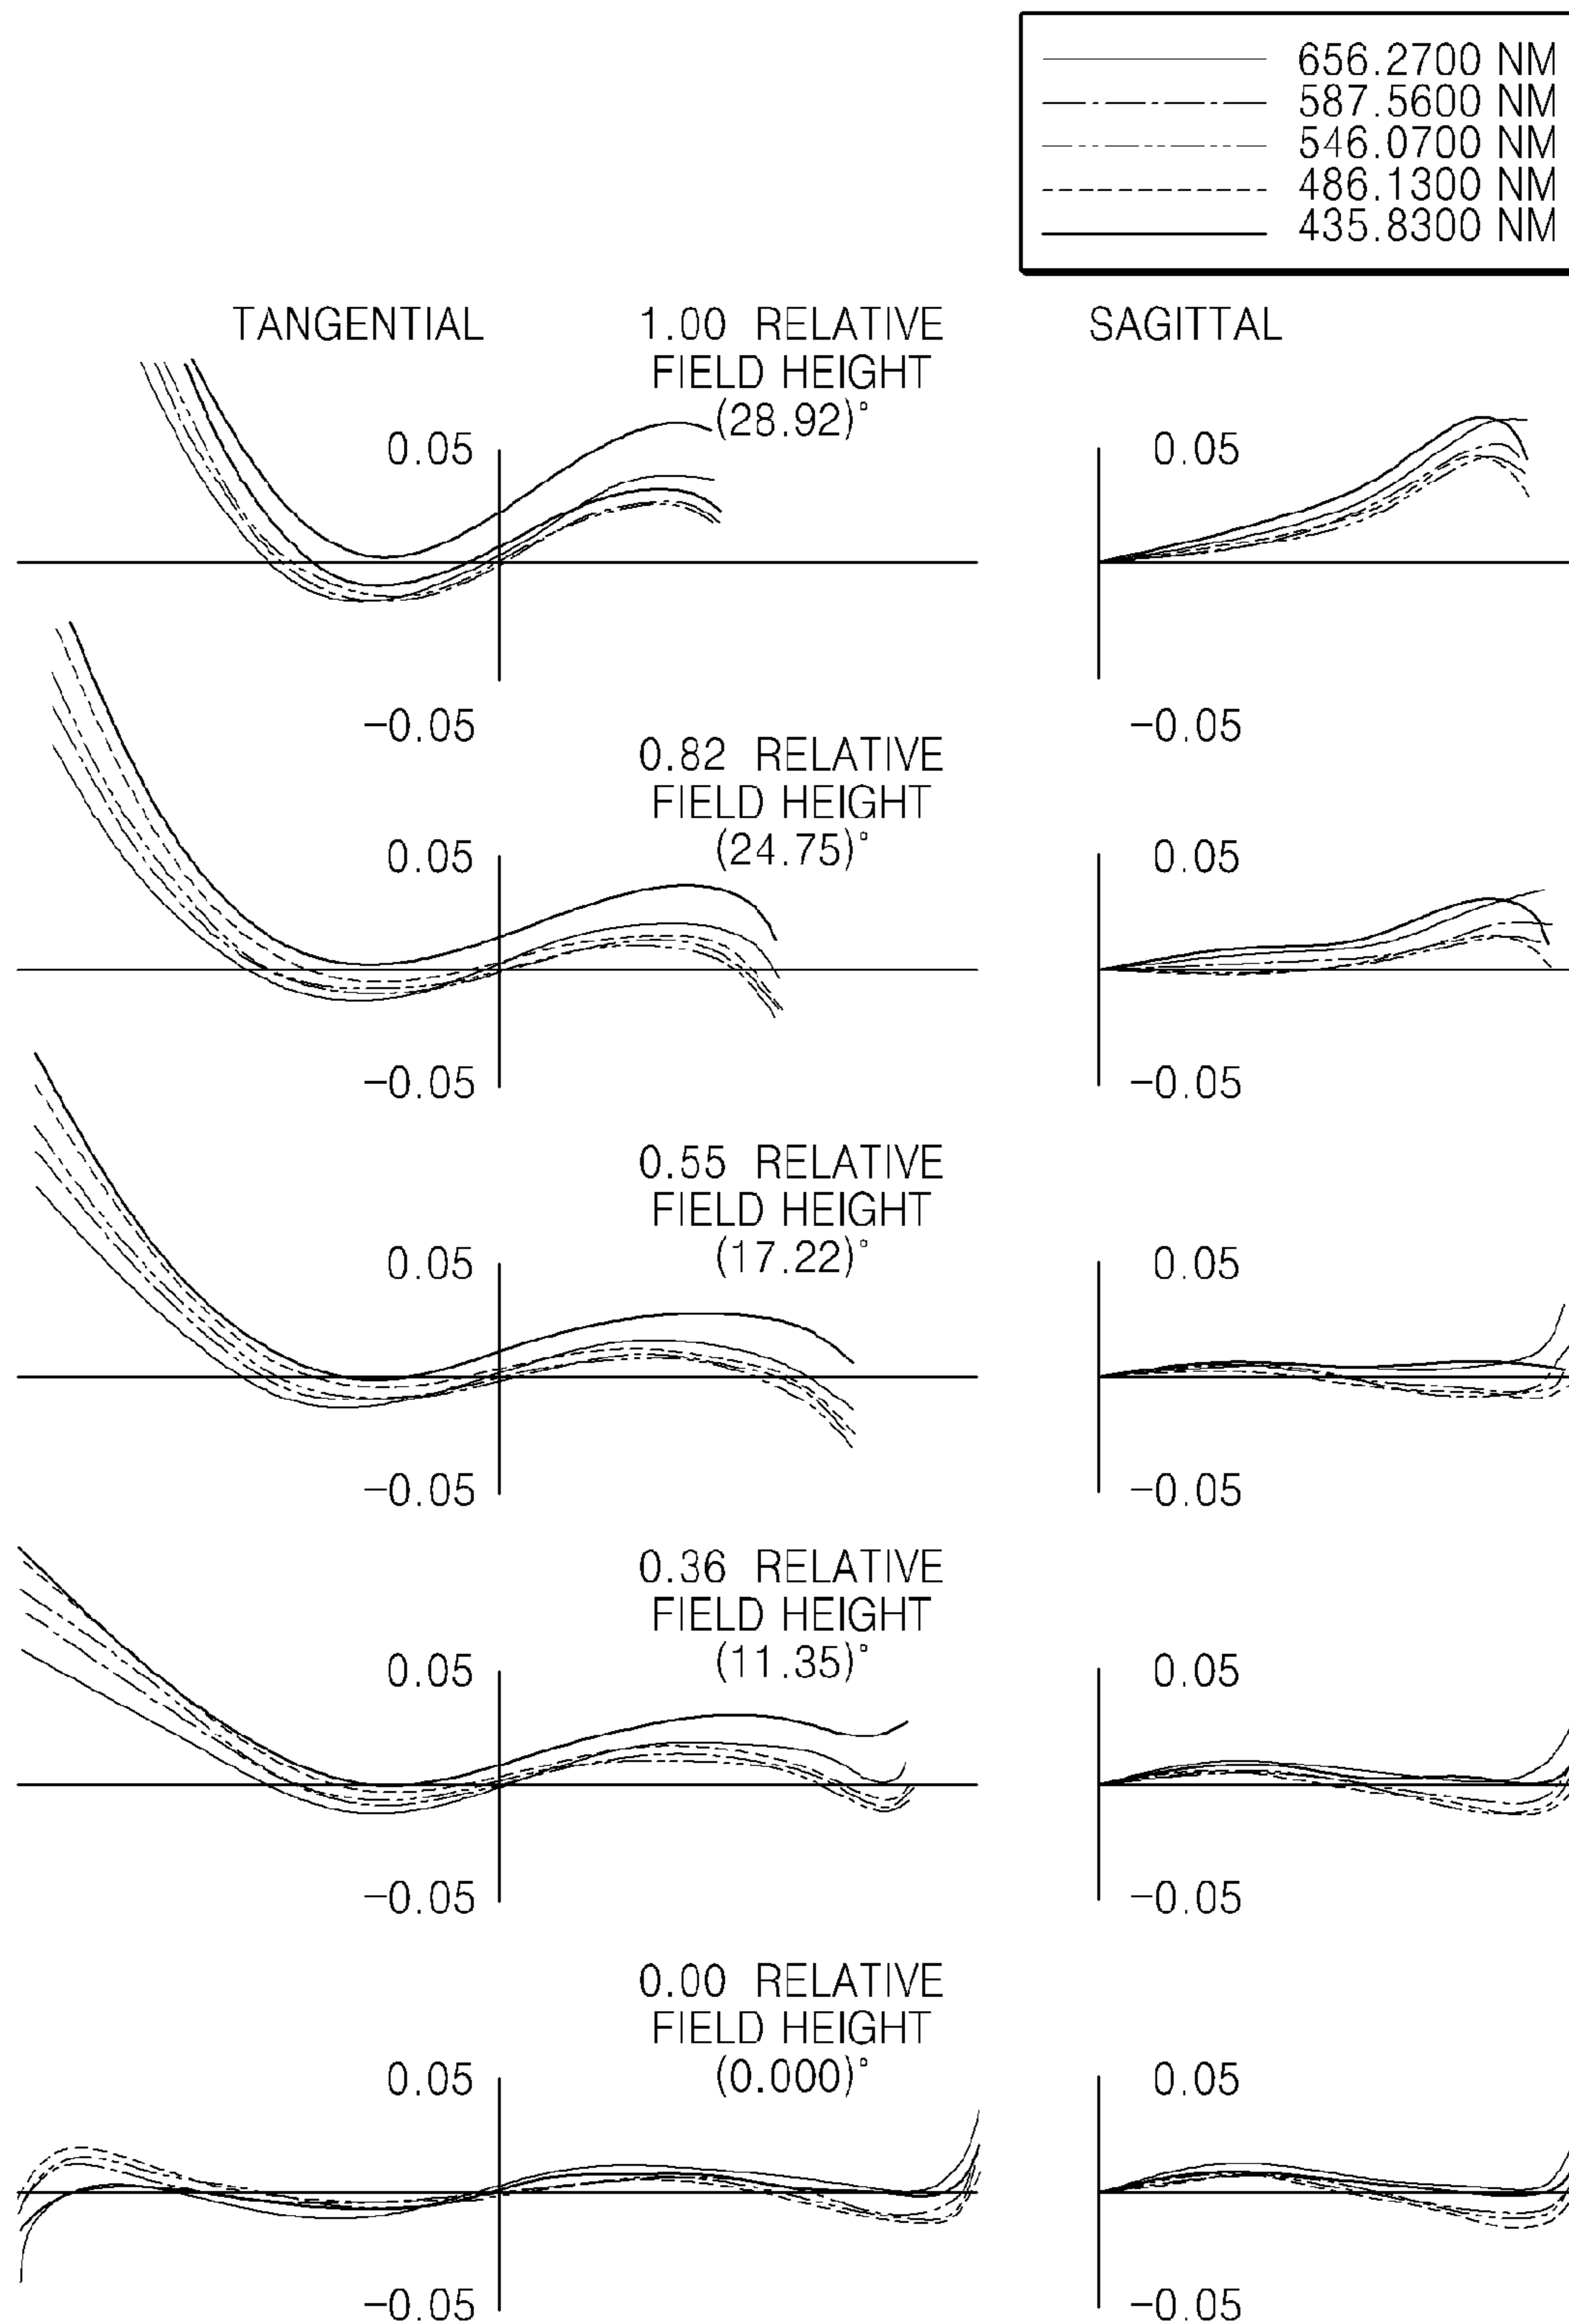 656.2700 NM
587.5600 NM
546.0700 NM
486.1300 NM
435.8300 NM
TANGENTIAL
1.00 RELATIVE
FIELD HEIGHT
(28.92)°
SAGITTAL
0.05
0.05
-0.05
-0.05
0.82 RELATIVE
FIELD HEIGHT
(24.75)°
0.05
0.05
-0.05
-0.05
0.55 RELATIVE
FIELD HEIGHT
(17.22)°
0.05
0.05
-0.05
-0.05
0.36 RELATIVE
FIELD HEIGHT
(11.35)°
0.05
0.05
-0.05
-0.05
0.00 RELATIVE
FIELD HEIGHT
(0.000)°
0.05
0.05
-0.05
-0.05